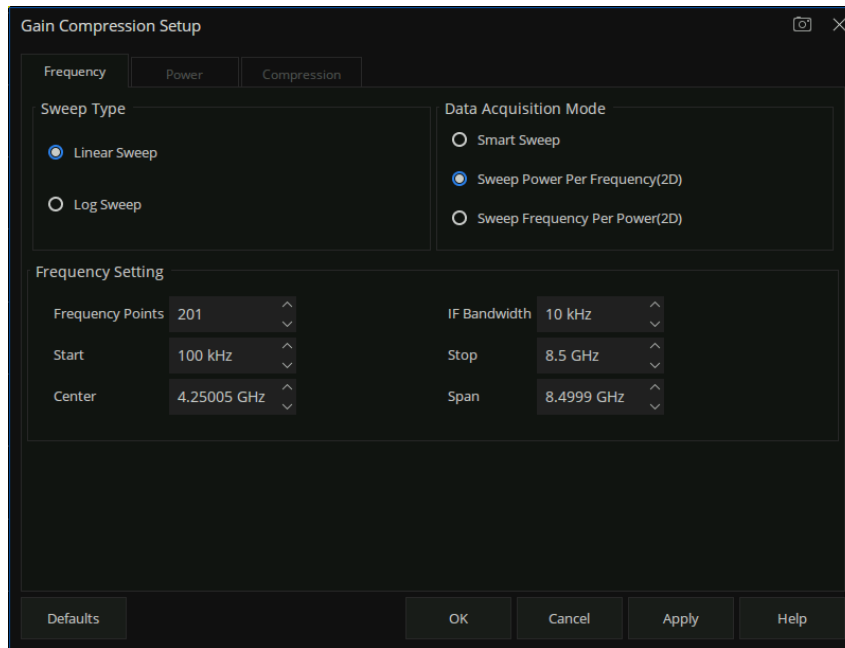 Gain Compression Setup
Frequency Power Compression
Sweep Type
Linear Sweep
Log Sweep
Data Acquisition Mode
Smart Sweep
Sweep Power Per Frequency(2D)
Sweep Frequency Per Power(2D)
Frequency Setting
Frequency Points 201 IF Bandwidth 10 kHz
Start 100 kHz Stop 8.5 GHz
Center 4.25005 GHz Span 8.4999 GHz
Defaults OK Cancel Apply Help